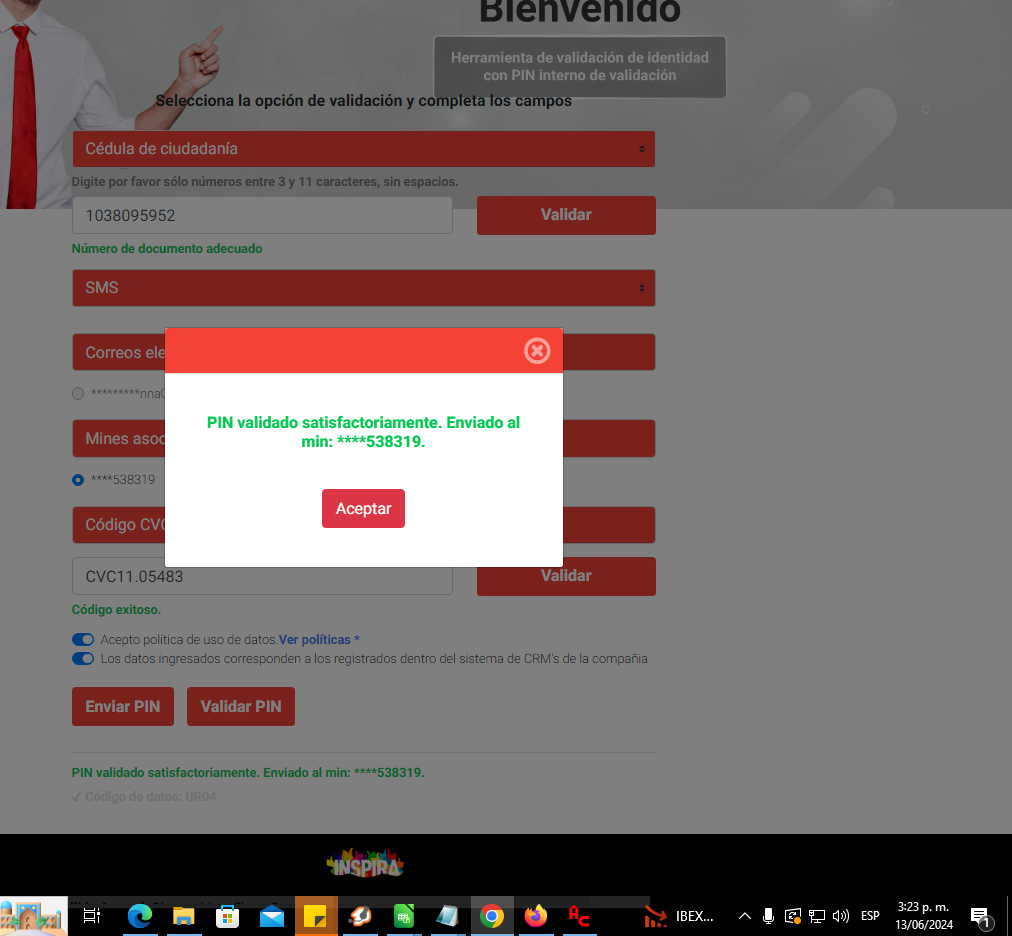 Bienvenido
Herramienta de validación de identidad
con PIN interno de validación
Selecciona la opción de validación y completa los campos
Cédula de ciudadanía
Digite por favor sólo números entre 3 y 11 caracteres, sin espacios.
1038095952
Validar
Número de documento adecuado
SMS
Correos ele
*********nna
PIN validado satisfactoriamente. Enviado al
min: ****538319.
Aceptar
Mines asoc
****538319
Código CVC
CVC11.05483
Validar
Código exitoso.
Acepto política de uso de datos.Ver políticas *
Los datos ingresados corresponden a los registrados dentro del sistema de CRM's de la compañia
Enviar PIN
Validar PIN
PIN validado satisfactoriamente. Enviado al min: ****538319.
✓ Código de datos: UR04
INSPIRA
IBEX...
ESP
3:23 p. m.
13/06/2024
1